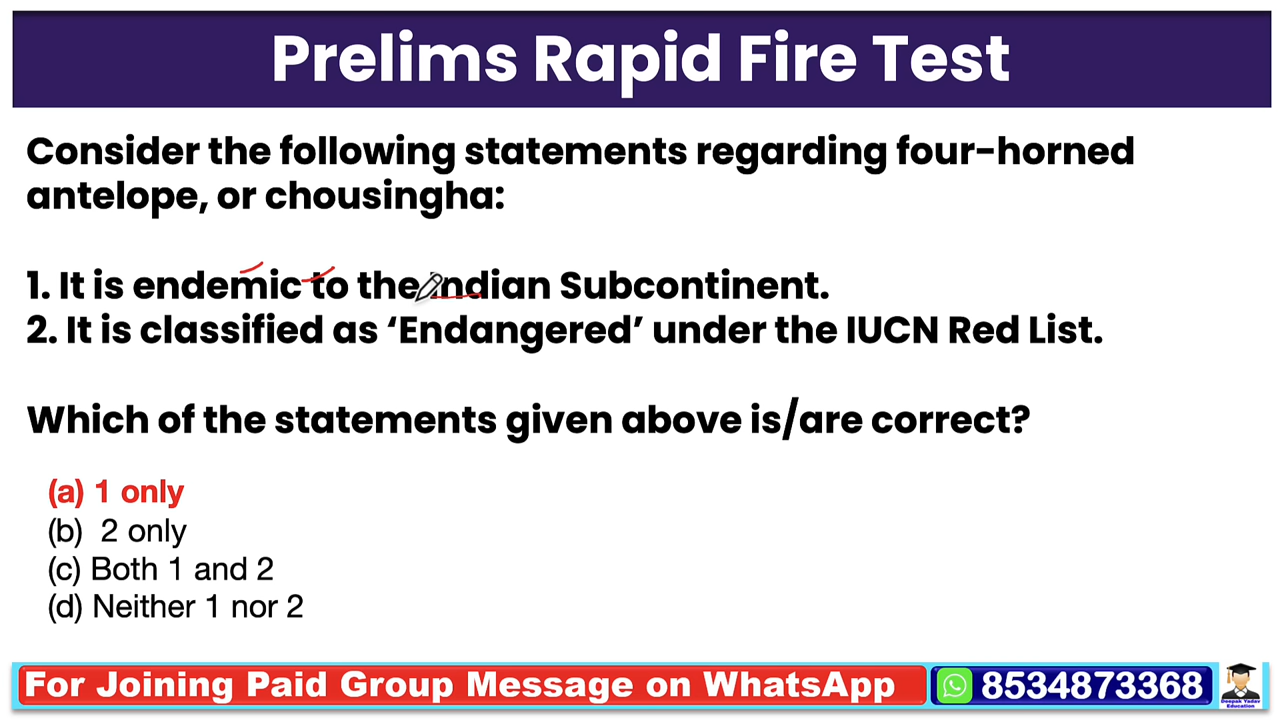 Prelims Rapid Fire Test
Consider the following statements regarding four-horned
antelope, or chousingha:
1. It is endemic to the Indian Subcontinent.
2. It is classified as ‘Endangered’ under the IUCN Red List.
Which of the statements given above is/are correct?
(a) 1 only
(b) 2 only
(c) Both 1 and 2
(d) Neither 1 nor 2
For Joining Paid Group Message on WhatsApp
8534873368
Deepak Yadav
Education